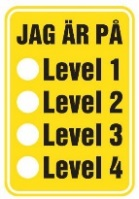 JAG ÄR PÅ
Level 1
Level 2
Level 3
Level 4